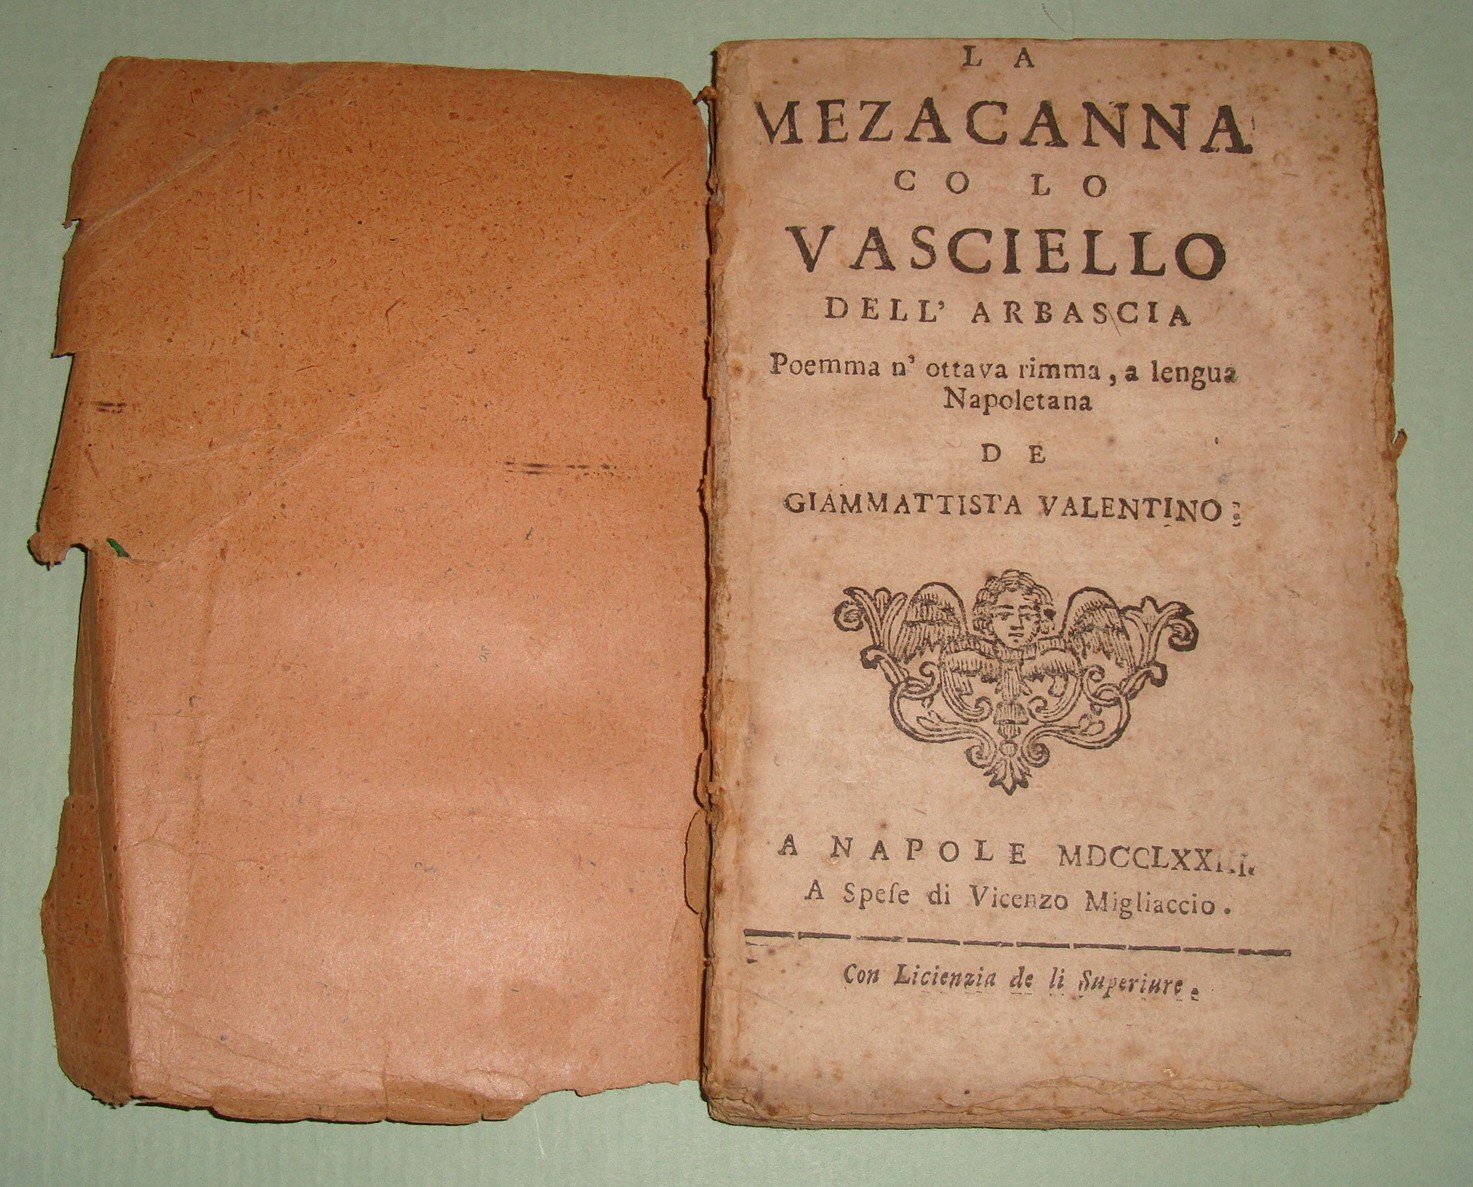 LA
MEZACANNA
CO LO
VASCIELLO
DELL' ARBASCIA
Poemma n' ottava rimma, a lengua
Napoletana
DE
GIAMMATTISTA VALENTINO:
A NAPOLE
A Speſe di Vicenzo Migliaccio.
Con Licienzia de li Superiure.